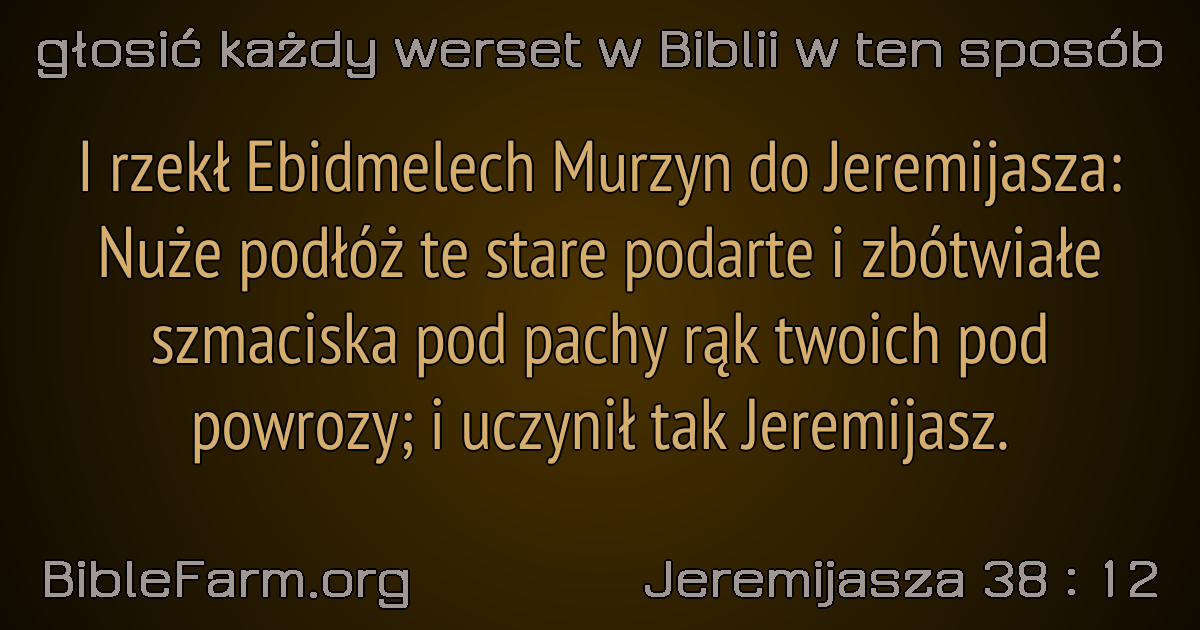 głosić każdy werset w Biblii w ten sposób
I rzekł Ebidmelech Murzyn do Jeremijasza:
Nuże podłóż te stare podarte i zbótwiałe
szmaciska pod pachy rąk twoich pod
powrozy; i uczynił tak Jeremijasz.
BibleFarm.org
Jeremijasza 38 : 12